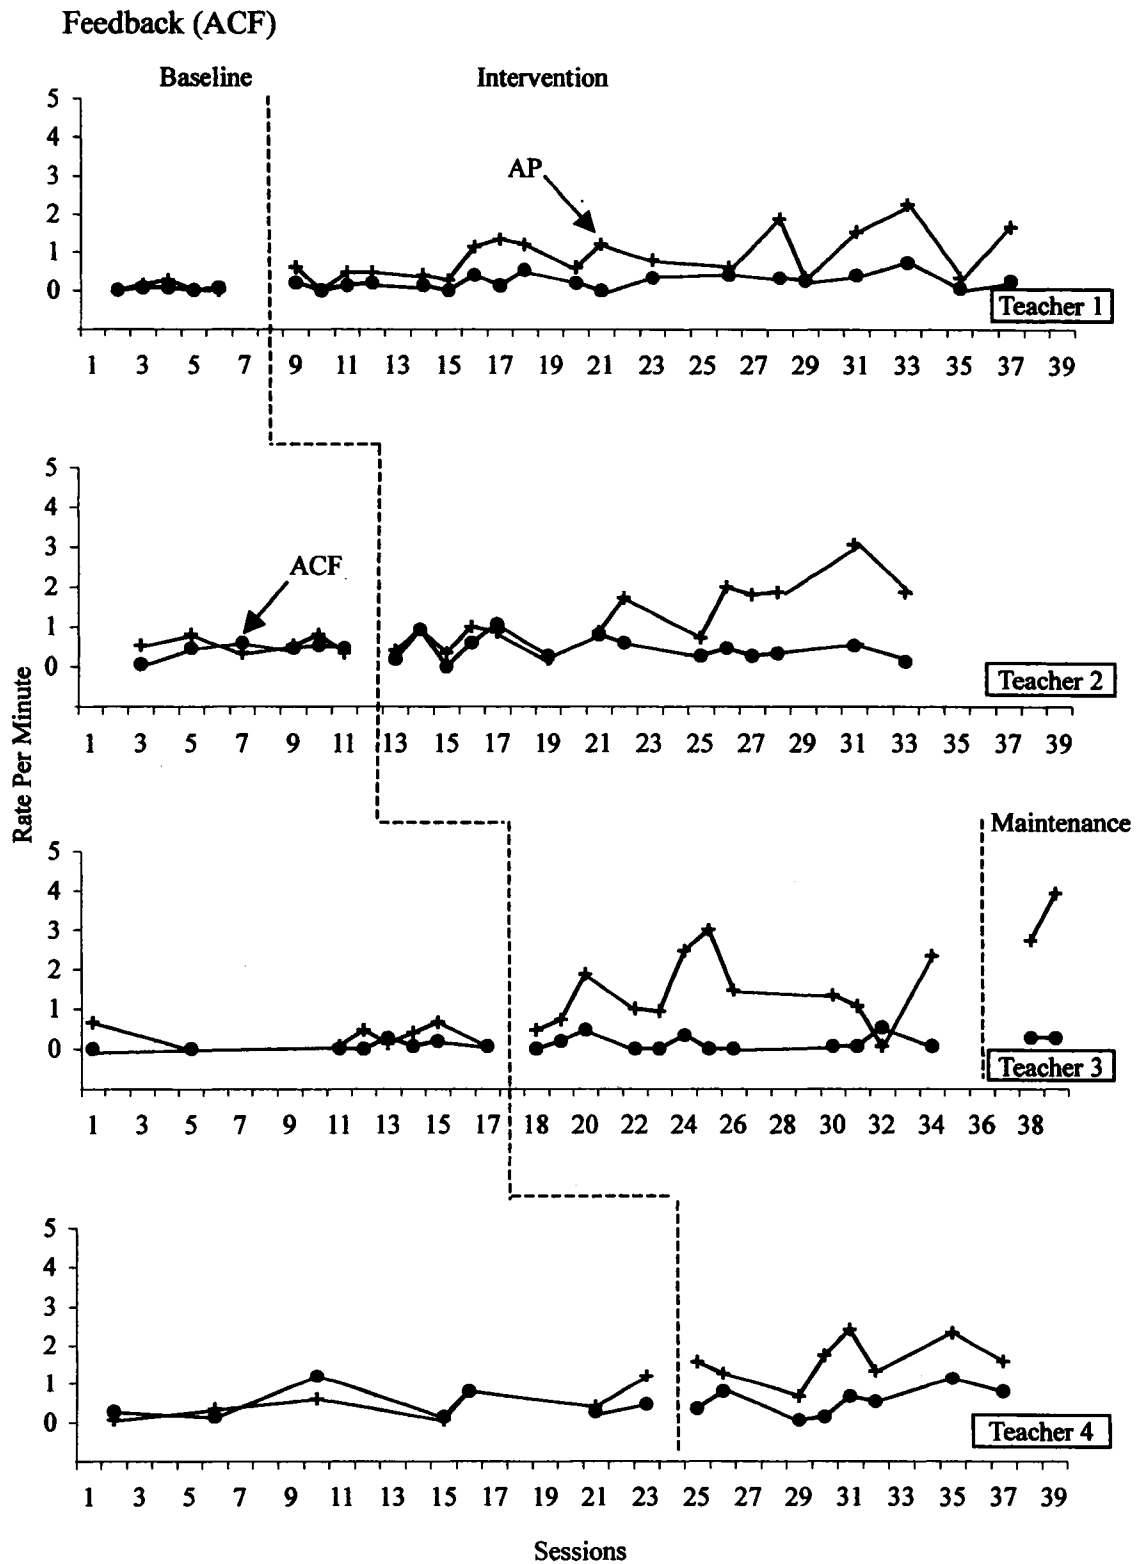 Feedback (ACF)
Baseline Intervention
5
4
3
2
1
0
AP
Teacher 1
1 3 5 7 9 11 13 15 17 19 21 23 25 27 29 31 33 35 37 39
5
4
3
2
1
0
ACF
Teacher 2
1 3 5 7 9 11 13 15 17 19 21 23 25 27 29 31 33 35 37 39
Rate Per Minute
Maintenance
5
4
3
2
1
0
Teacher 3
1 3 5 7 9 11 13 15 17 18 20 22 24 26 28 30 32 34 36 38
5
4
3
2
1
0
Teacher 4
1 3 5 7 9 11 13 15 17 19 21 23 25 27 29 31 33 35 37 39
Sessions